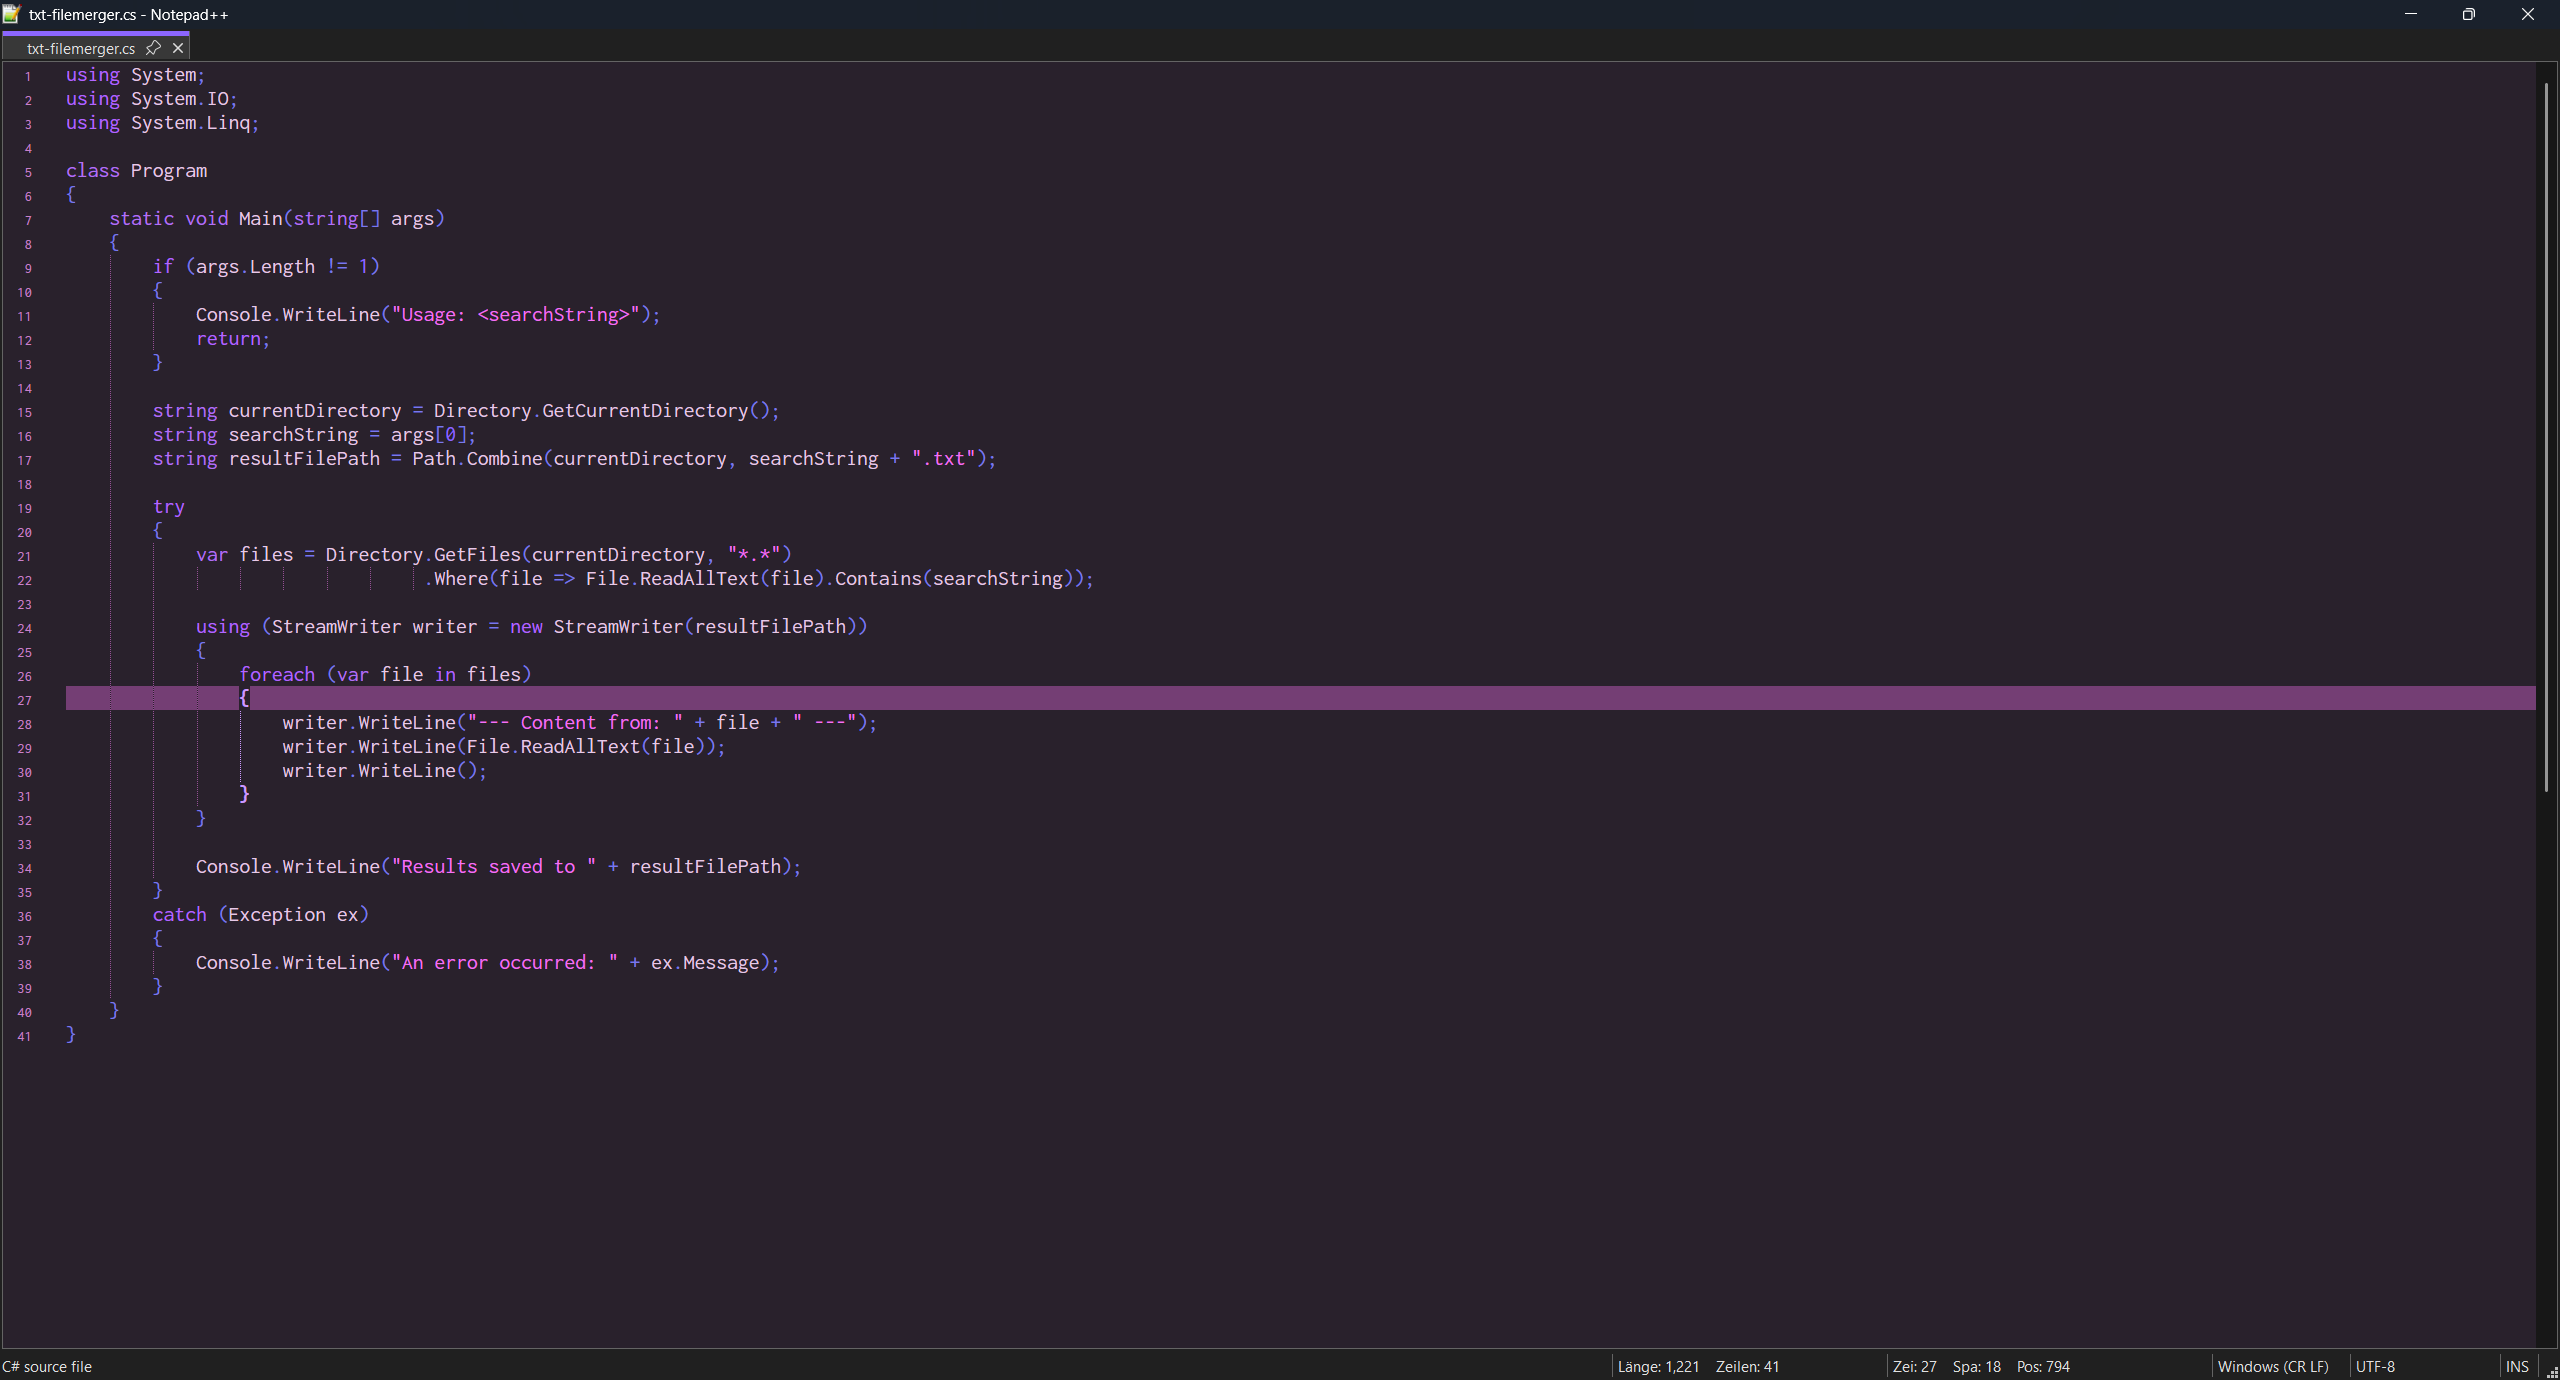 txt-filemerger.cs - Notepad++
txt-filemerger.cs
1 using System;
2 using System.IO;
3 using System.Linq;
4
5 class Program
6 {
7     static void Main(string[] args)
8     {
9         if (args.Length != 1)
10         {
11             Console.WriteLine("Usage: <searchString>");
12             return;
13         }
14
15         string currentDirectory = Directory.GetCurrentDirectory();
16         string searchString = args[0];
17         string resultFilePath = Path.Combine(currentDirectory, searchString + ".txt");
18
19         try
20         {
21             var files = Directory.GetFiles(currentDirectory, "*.*")
22                                  .Where(file => File.ReadAllText(file).Contains(searchString));
23
24             using (StreamWriter writer = new StreamWriter(resultFilePath))
25             {
26                 foreach (var file in files)
27                 {
28                     writer.WriteLine("--- Content from: " + file + " ---");
29                     writer.WriteLine(File.ReadAllText(file));
30                     writer.WriteLine();
31                 }
32             }
33
34             Console.WriteLine("Results saved to " + resultFilePath);
35         }
36         catch (Exception ex)
37         {
38             Console.WriteLine("An error occurred: " + ex.Message);
39         }
40     }
41 }
C# source file Länge: 1,221 Zeilen: 41 Zei: 27 Spa: 18 Pos: 794 Windows (CR LF) UTF-8 INS